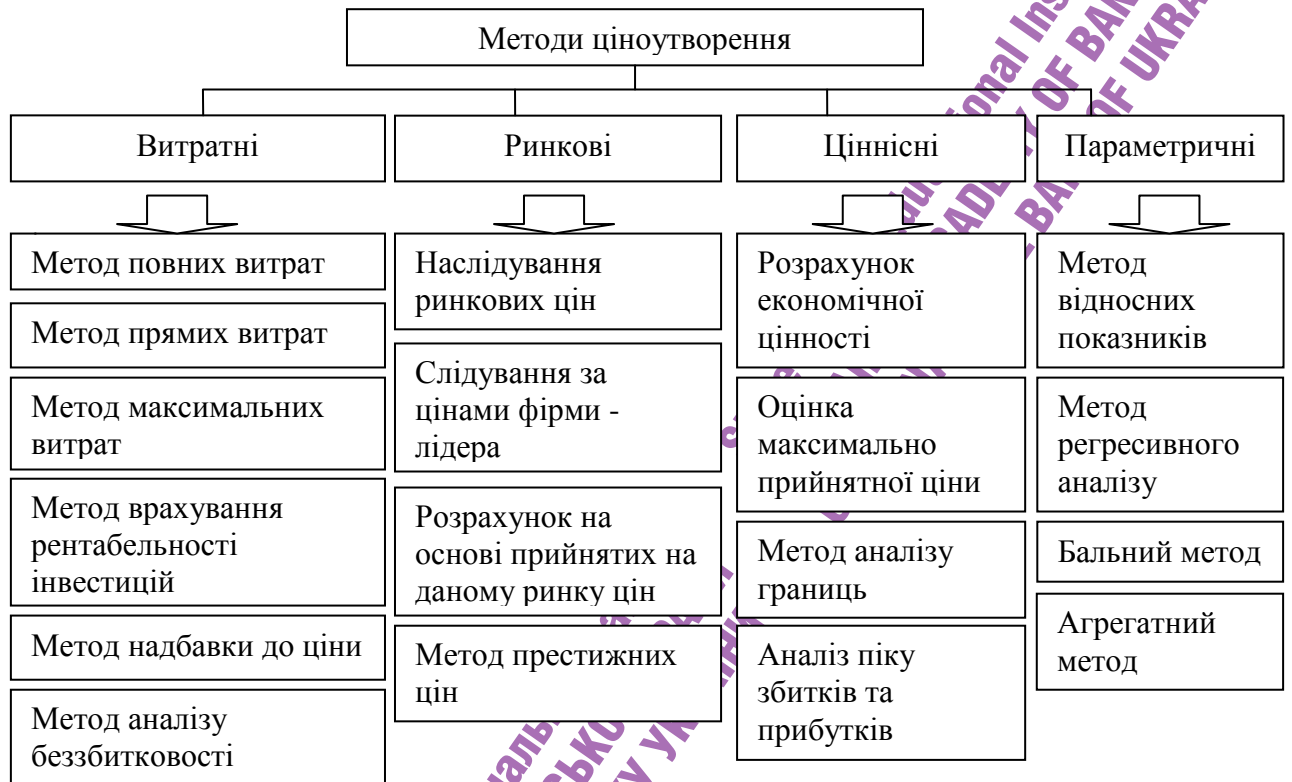 Методи ціноутворення
Витратні
Метод повних витрат
Метод прямих витрат
Метод максимальних
витрат
Метод врахування
рентабельності
інвестицій
Метод надбавки до ціни
Метод аналізу
беззбитковості
Ринкові
Наслідування
ринкових цін
Слідування за
цінами фірми -
лідера
Розрахунок на
основі прийнятих на
даному ринку цін
Метод престижних
цін
Ціннісні
Розрахунок
економічної
цінності
Оцінка
максимально
прийнятної ціни
Метод аналізу
границь
Аналіз піку
збитків та
прибутків
Параметричні
Метод
відносних
показників
Метод
регресивного
аналізу
Бальний метод
Агрегатний
метод